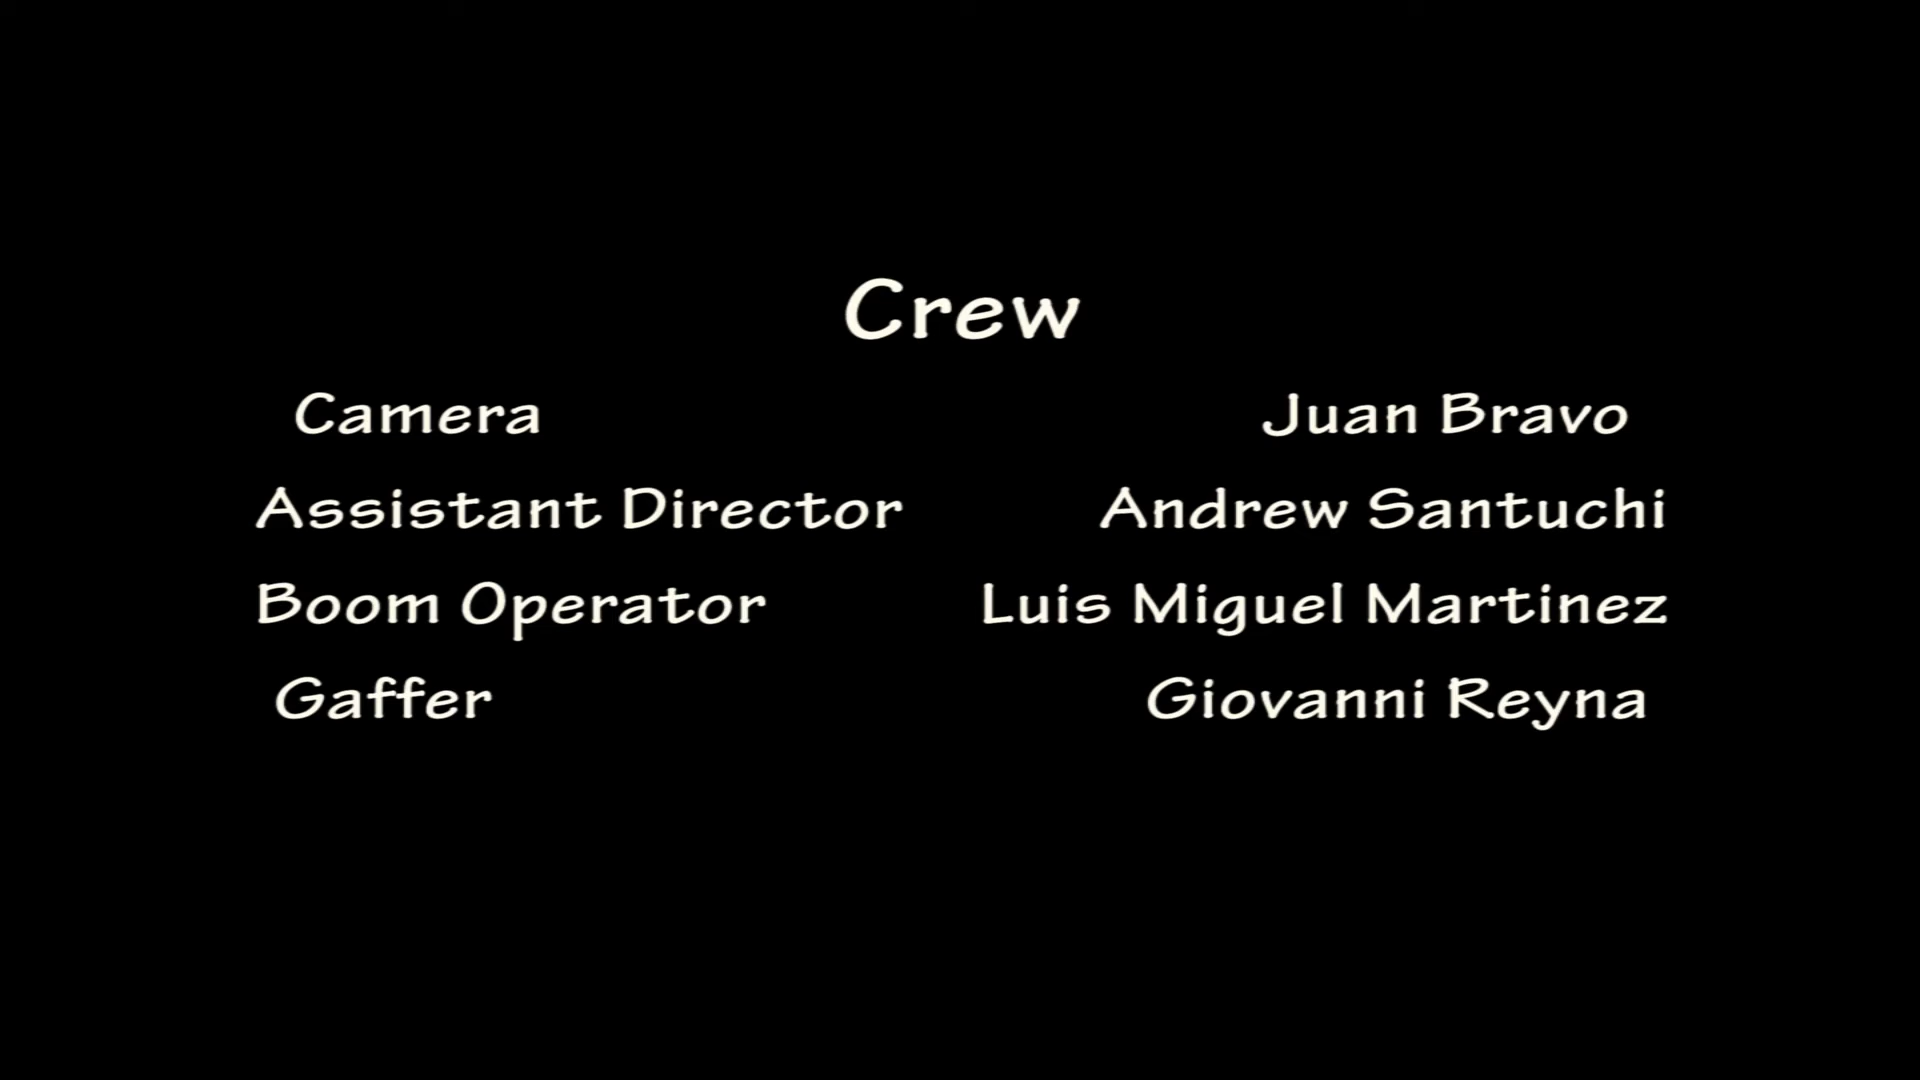 Crew
Camera Juan Bravo
Assistant Director Andrew Santuchi
Boom Operator Luis Miguel Martinez
Gaffer Giovanni Reyna